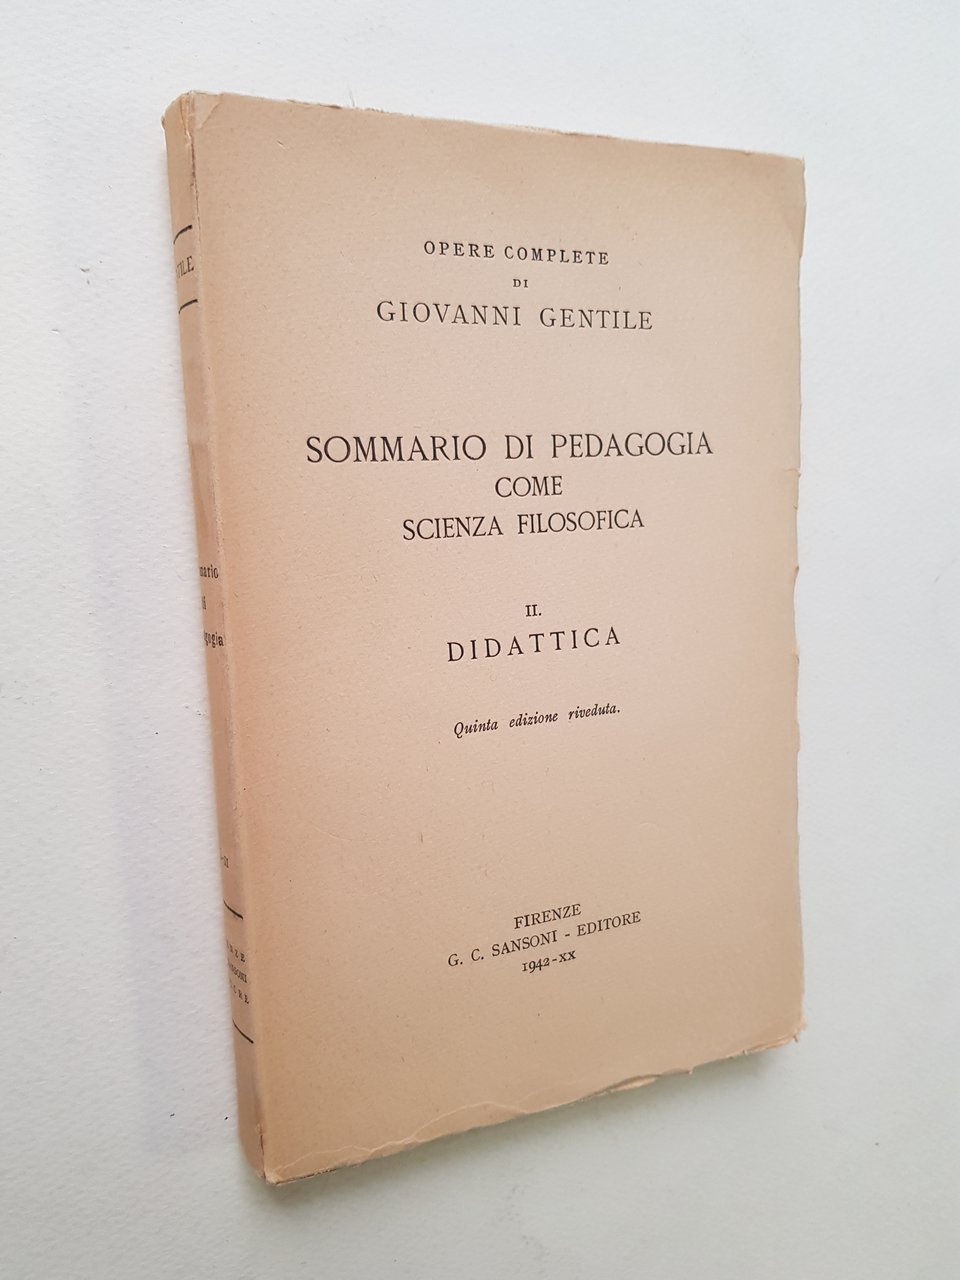 OPERE COMPLETE
DI
GIOVANNI GENTILE
SOMMARIO DI PEDAGOGIA
COME
SCIENZA FILOSOFICA
II.
DIDATTICA
Quinta edizione riveduta.
FIRENZE
G. C. SANSONI - EDITORE
1942-XX